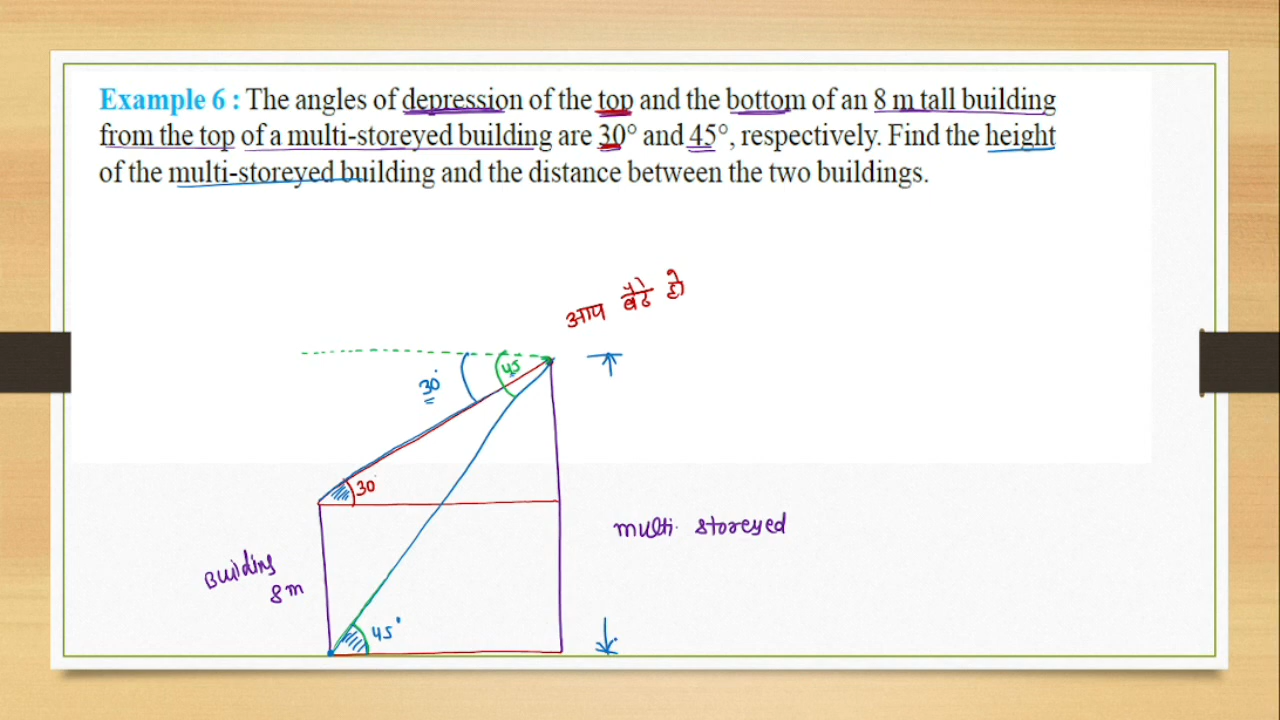 Example 6 : The angles of depression of the top and the bottom of an 8 m tall building
from the top of a multi-storeyed building are 30° and 45°, respectively. Find the height
of the multi-storeyed building and the distance between the two buildings.
आप बैठे हो
45
30°
30°
multi. storeyed
Building
8m
45°